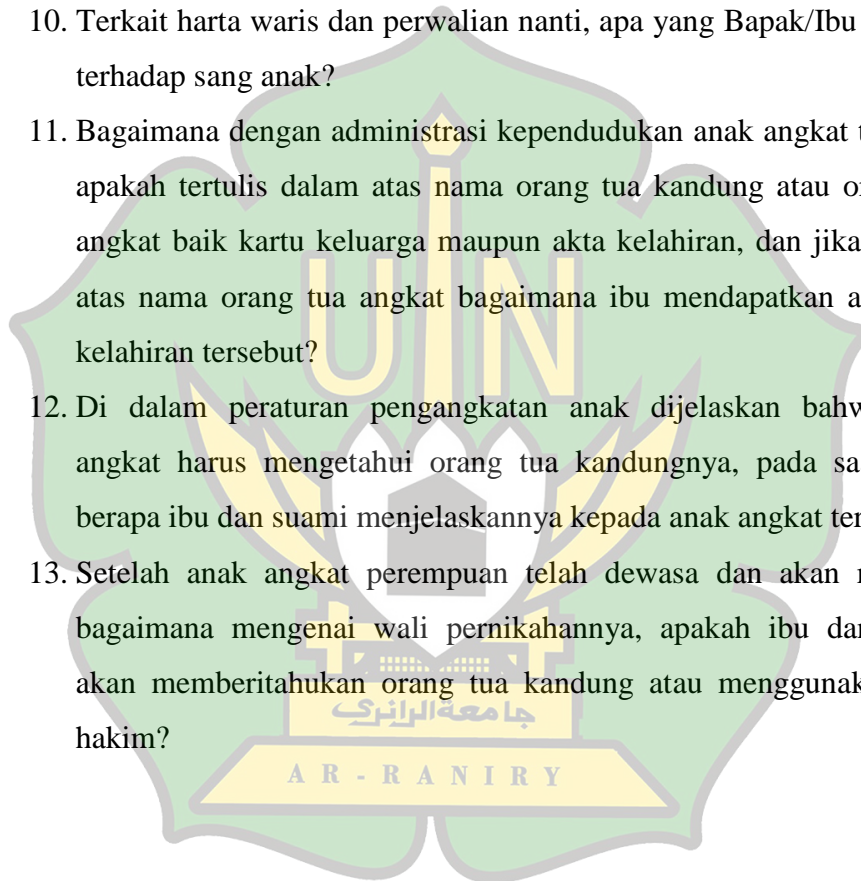 10. Terkait harta waris dan perwalian nanti, apa yang Bapak/Ibu
terhadap sang anak?
11. Bagaimana dengan administrasi kependudukan anak angkat
apakah tertulis dalam atas nama orang tua kandung atau
angkat baik kartu keluarga maupun akta kelahiran, dan jika
atas nama orang tua angkat bagaimana ibu mendapatkan
kelahiran tersebut?
12. Di dalam peraturan pengangkatan anak dijelaskan
angkat harus mengetahui orang tua kandungnya, pada
berapa ibu dan suami menjelaskannya kepada anak angkat
13. Setelah anak angkat perempuan telah dewasa dan akan
bagaimana mengenai wali pernikahannya, apakah ibu
akan memberitahukan orang tua kandung atau
hakim?
UIN
جامعة الرانري
AR-RANIRY